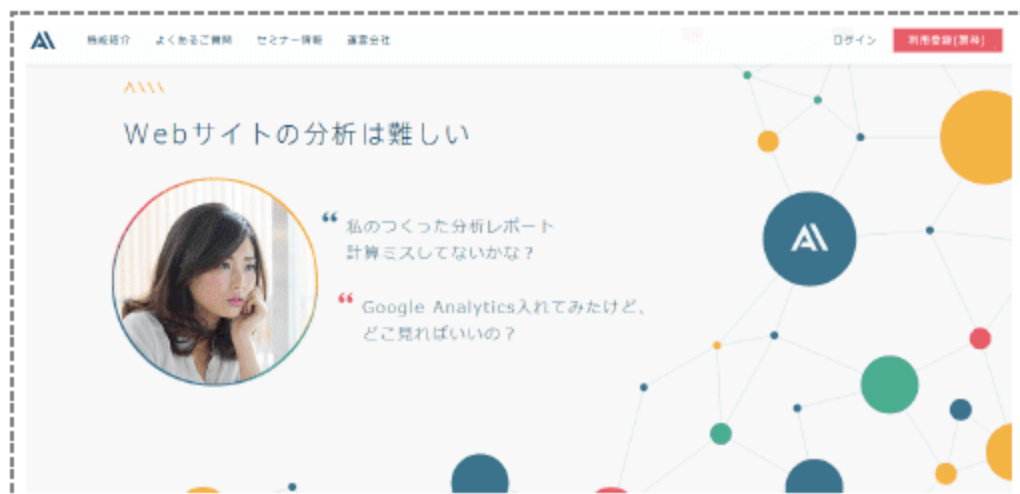 機能紹介 よくあるご質問 セミナー情報 運営会社 ログイン 利用登録[無料]
Webサイトの分析は難しい
“ 私のつくった分析レポート
計算ミスしてないかな？
“ Google Analytics入れてみたけど、
どこ見ればいいの？